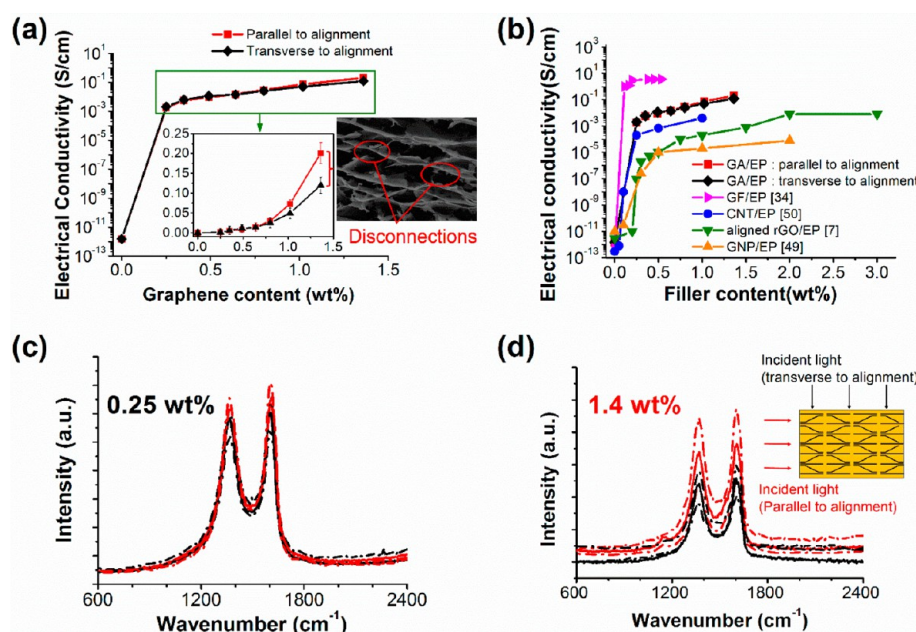 (a)
Parallel to alignment
Transverse to alignment
Electrical Conductivity (S/cm)
10¹
10⁻¹
10⁻³
10⁻⁵
10⁻⁷
10⁻⁹
10⁻¹¹
10⁻¹³
0.20
0.15
0.10
0.05
0.00
0.0 0.5 1.0 1.5
Disconnections
0.0 0.5 1.0 1.5
Graphene content (wt%)
(b)
Electrical Conductivity(S/cm)
10³
10¹
10⁻¹
10⁻³
10⁻⁵
10⁻⁷
10⁻⁹
10⁻¹¹
10⁻¹³
GA/EP : parallel to alignment
GA/EP : transverse to alignment
GF/EP [34]
CNT/EP [50]
aligned rGO/EP [7]
GNP/EP [49]
0.0 0.5 1.0 1.5 2.0 2.5 3.0
Filler content(wt%)
(c)
0.25 wt%
Intensity (a.u.)
600 1200 1800 2400
Wavenumber (cm⁻¹)
(d)
Incident light
(transverse to alignment)
1.4 wt%
Incident light
(Parallel to alignment)
Intensity (a.u.)
600 1200 1800 2400
Wavenumber (cm⁻¹)